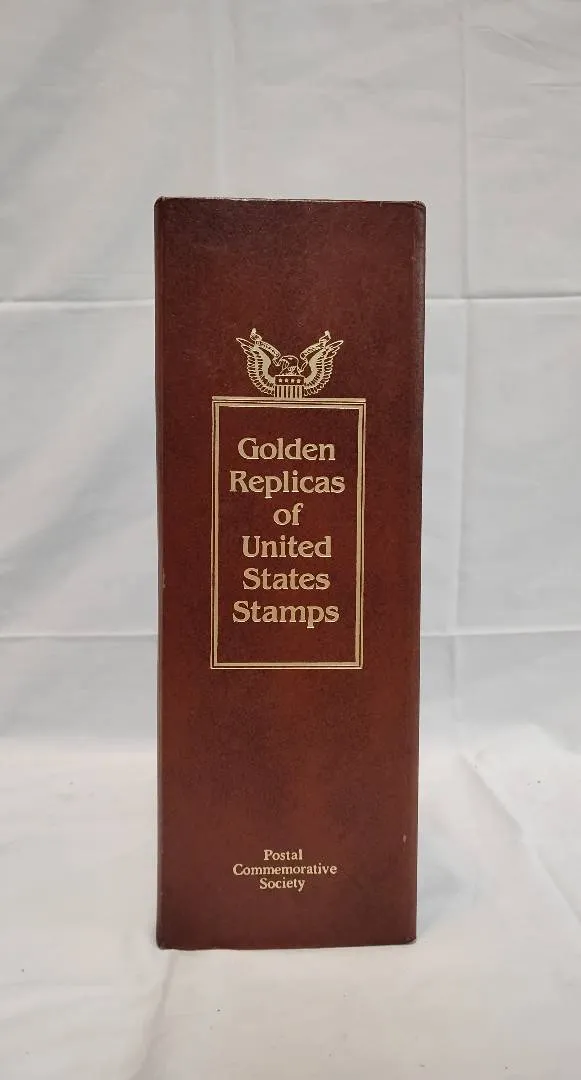 Golden
Replicas
of
United
States
Stamps
Postal
Commemorative
Society